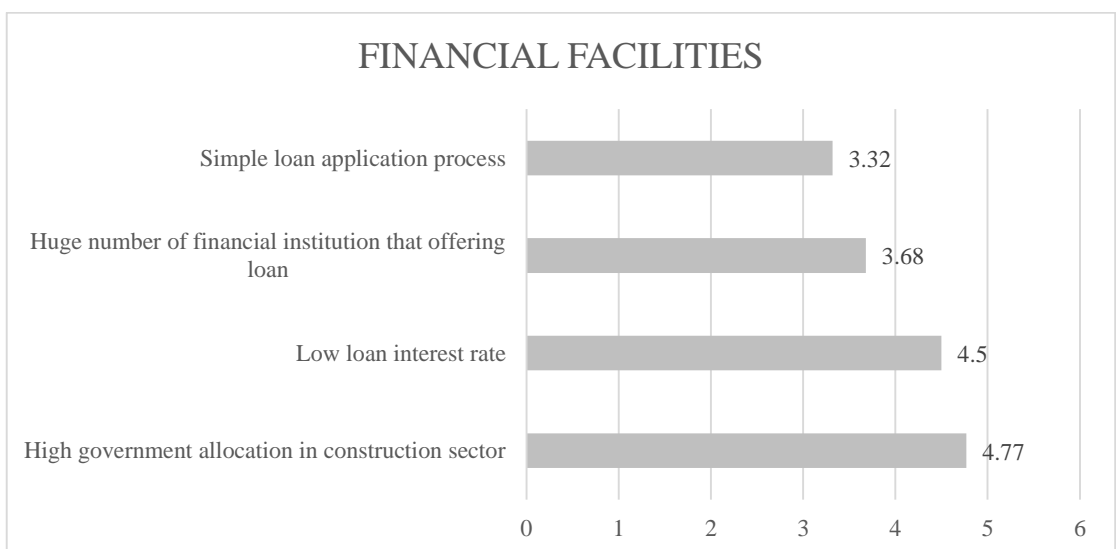 FINANCIAL FACILITIES
Simple loan application process
3.32
Huge number of financial institution that offering
loan
3.68
Low loan interest rate
4.5
High government allocation in construction sector
4.77
0 1 2 3 4 5 6